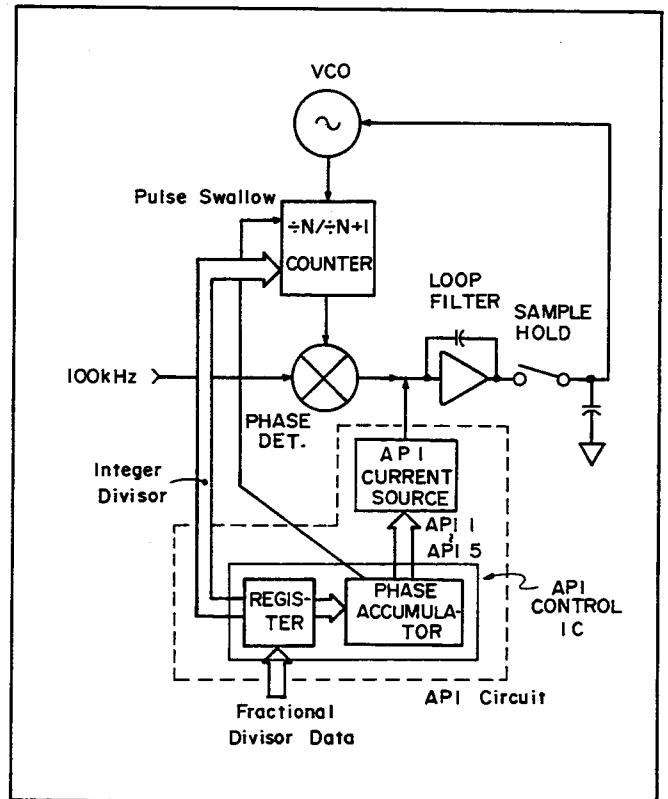 VCO
Pulse Swallow
÷N/÷N+1
COUNTER
LOOP
FILTER
SAMPLE
HOLD
100kHz
PHASE
DET.
API
CURRENT
SOURCE
Integer
Divisor
API 1
~
API 5
REGIS-
TER
PHASE
ACCUMULA-
TOR
API
CONTROL
IC
API Circuit
Fractional
Divisor Data